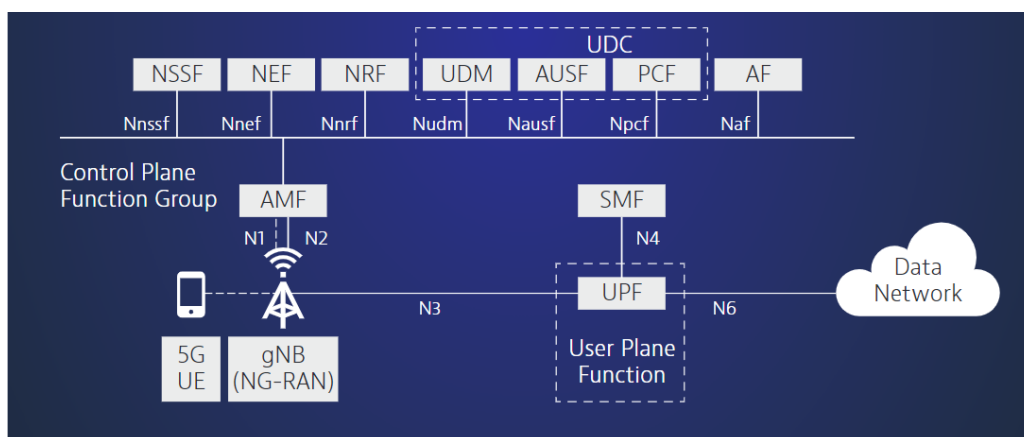 UDC
NSSF
NEF
NRF
UDM
AUSF
PCF
AF
Nnssf
Nnef
Nnrf
Nudm
Nausf
Npcf
Naf
Control Plane
Function Group
AMF
SMF
N1
N2
N4
Data
Network
UPF
N3
N6
5G
UE
gNB
(NG-RAN)
User Plane
Function